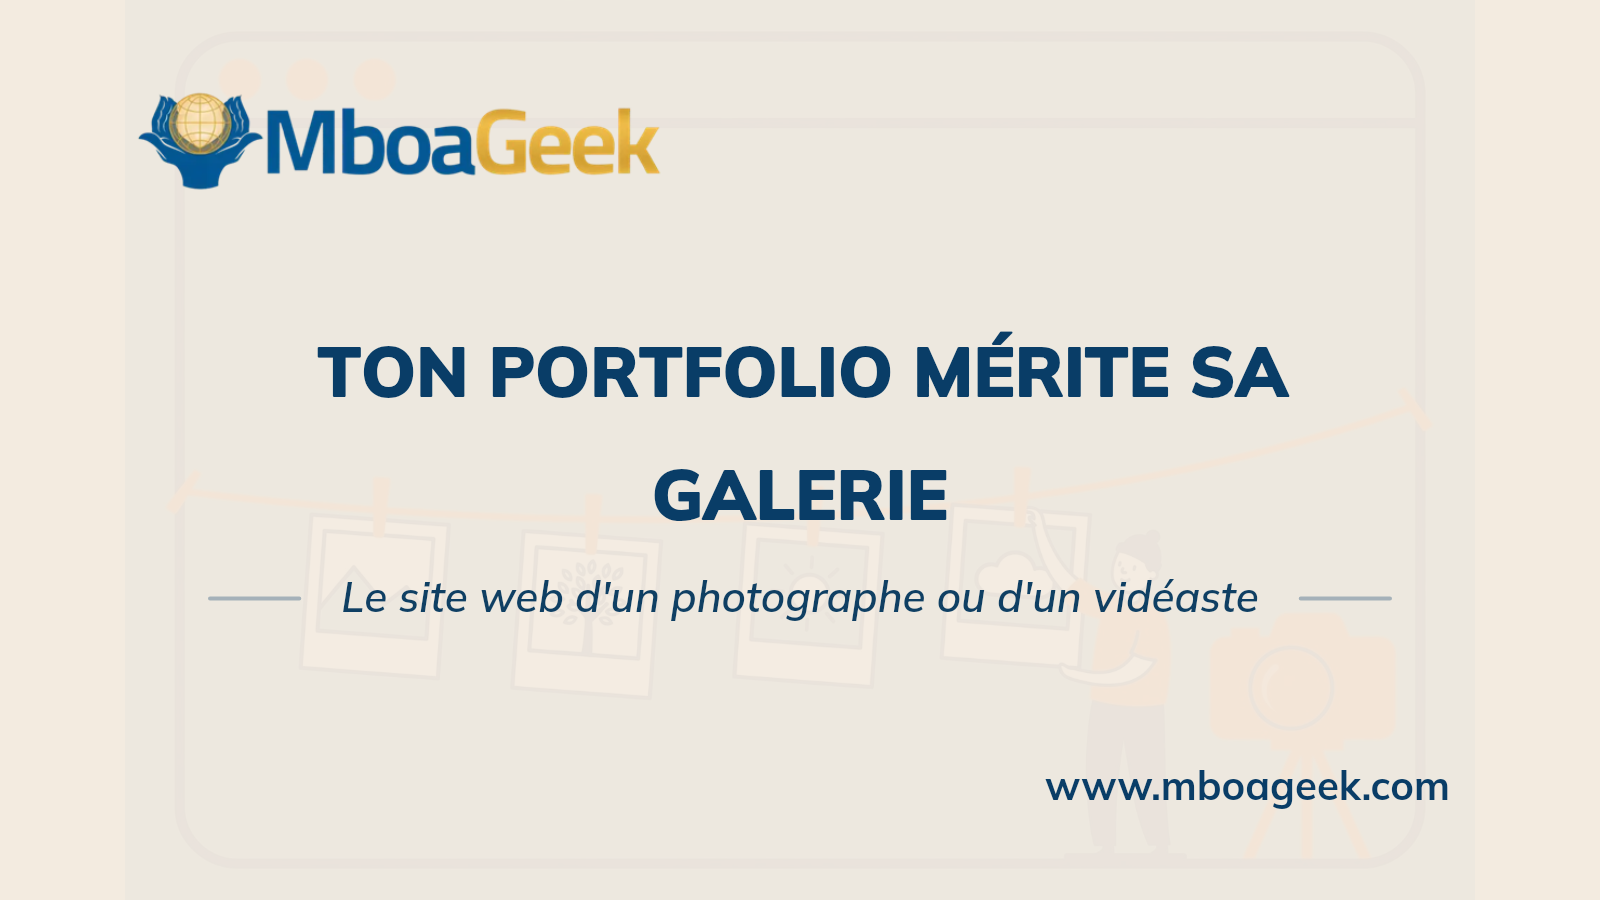 MboaGeek
TON PORTFOLIO MÉRITE SA
GALERIE
Le site web d'un photographe ou d'un vidéaste
www.mboageek.com